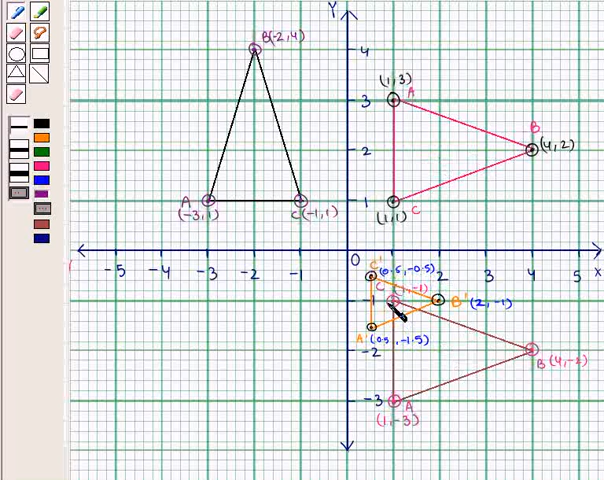 Y
B(-2,4)
4
(1,3)
A
3
B
(4,2)
2
A
(-3,1)
C(-1,1)
1
(1,1)
C
-5 -4 -3 -2 -1 0 1 2 3 4 5 x
C' (0.5,-0.5)
C (1,-1)
-1
B' (2,-1)
A' (0.5,-1.5)
-2
B (4,-2)
-3
A
(1,-3)